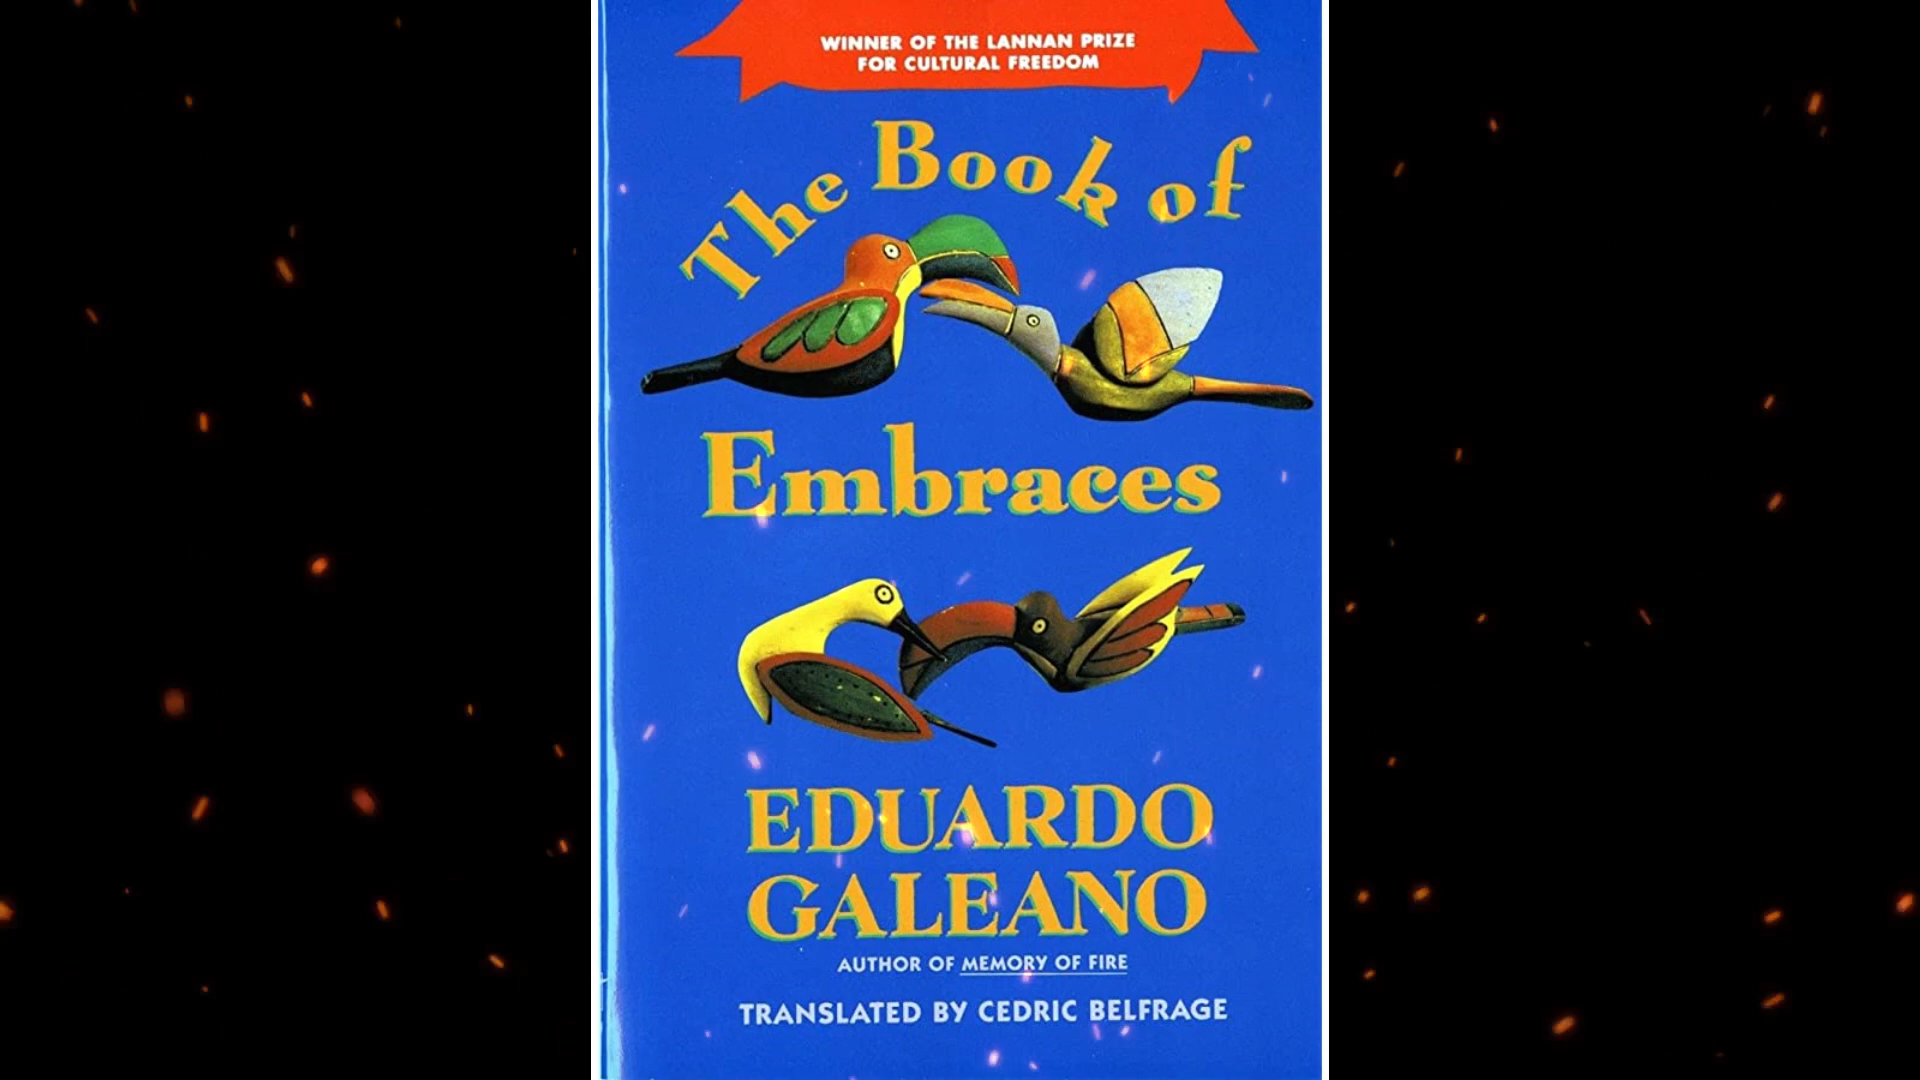 WINNER OF THE LANNAN PRIZE
FOR CULTURAL FREEDOM
The Book of
Embraces
EDUARDO
GALEANO
AUTHOR OF MEMORY OF FIRE
TRANSLATED BY CEDRIC BELFRAGE